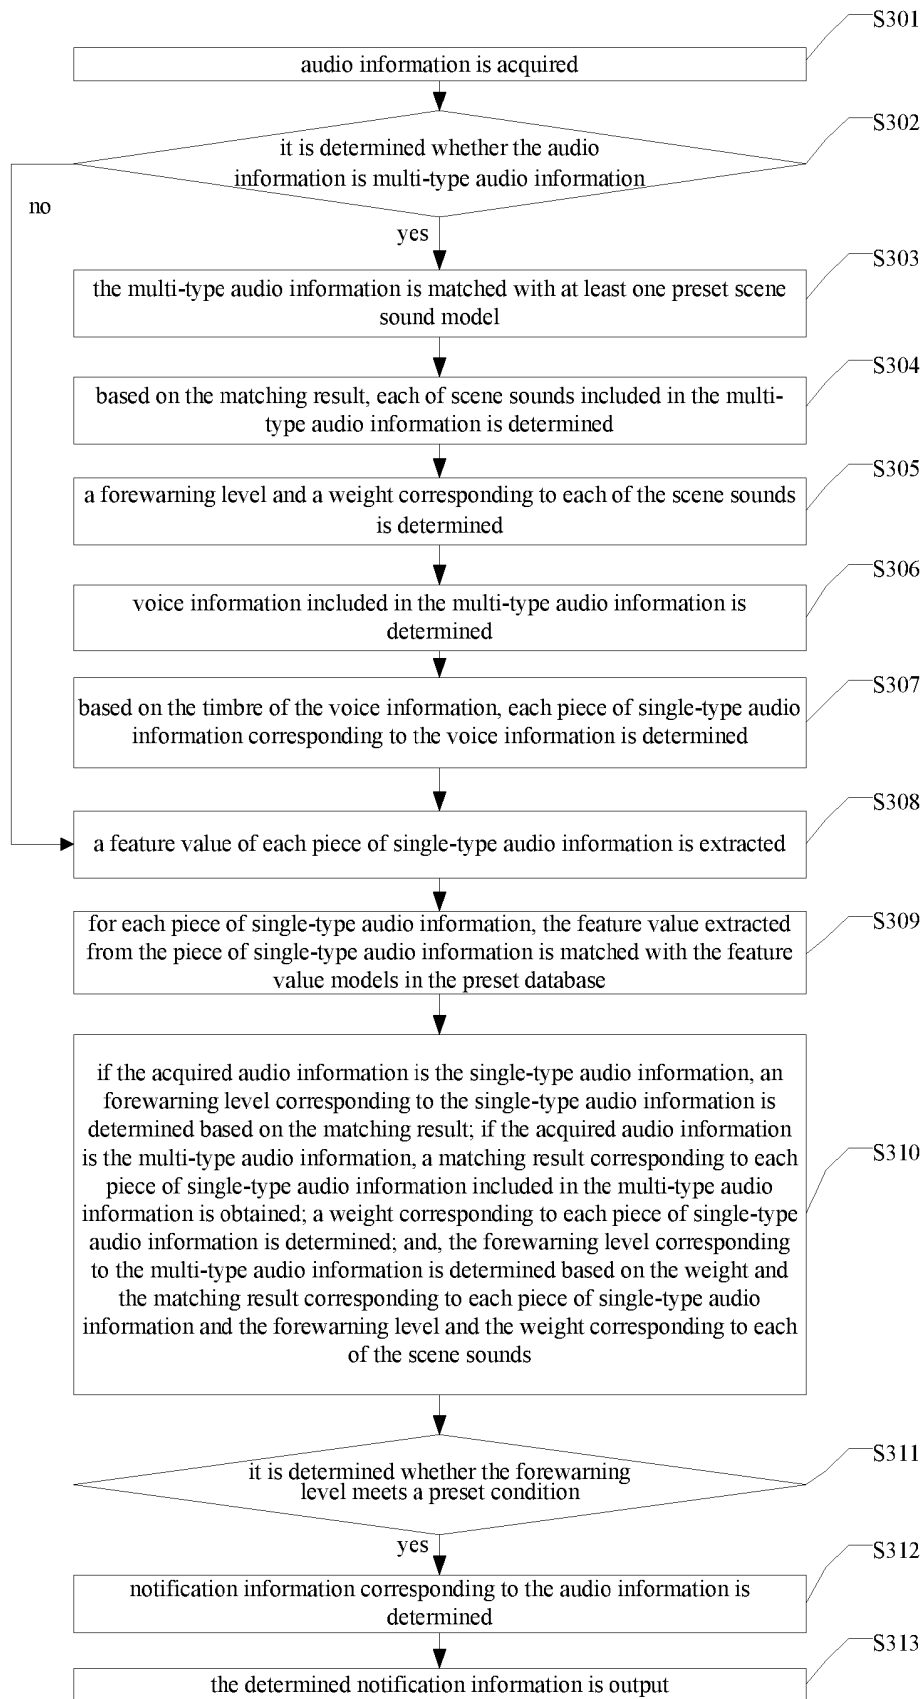 S301
audio information is acquired
S302
it is determined whether the audio
information is multi-type audio information
no
yes
S303
the multi-type audio information is matched with at least one preset scene
sound model
S304
based on the matching result, each of scene sounds included in the multi-
type audio information is determined
S305
a forewarning level and a weight corresponding to each of the scene sounds
is determined
S306
voice information included in the multi-type audio information is
determined
S307
based on the timbre of the voice information, each piece of single-type audio
information corresponding to the voice information is determined
S308
a feature value of each piece of single-type audio information is extracted
S309
for each piece of single-type audio information, the feature value extracted
from the piece of single-type audio information is matched with the feature
value models in the preset database
S310
if the acquired audio information is the single-type audio information, an
forewarning level corresponding to the single-type audio information is
determined based on the matching result; if the acquired audio information
is the multi-type audio information, a matching result corresponding to each
piece of single-type audio information included in the multi-type audio
information is obtained; a weight corresponding to each piece of single-type
audio information is determined; and, the forewarning level corresponding
to the multi-type audio information is determined based on the weight and
the matching result corresponding to each piece of single-type audio
information and the forewarning level and the weight corresponding to each
of the scene sounds
S311
it is determined whether the forewarning
level meets a preset condition
yes
S312
notification information corresponding to the audio information is
determined
S313
the determined notification information is output